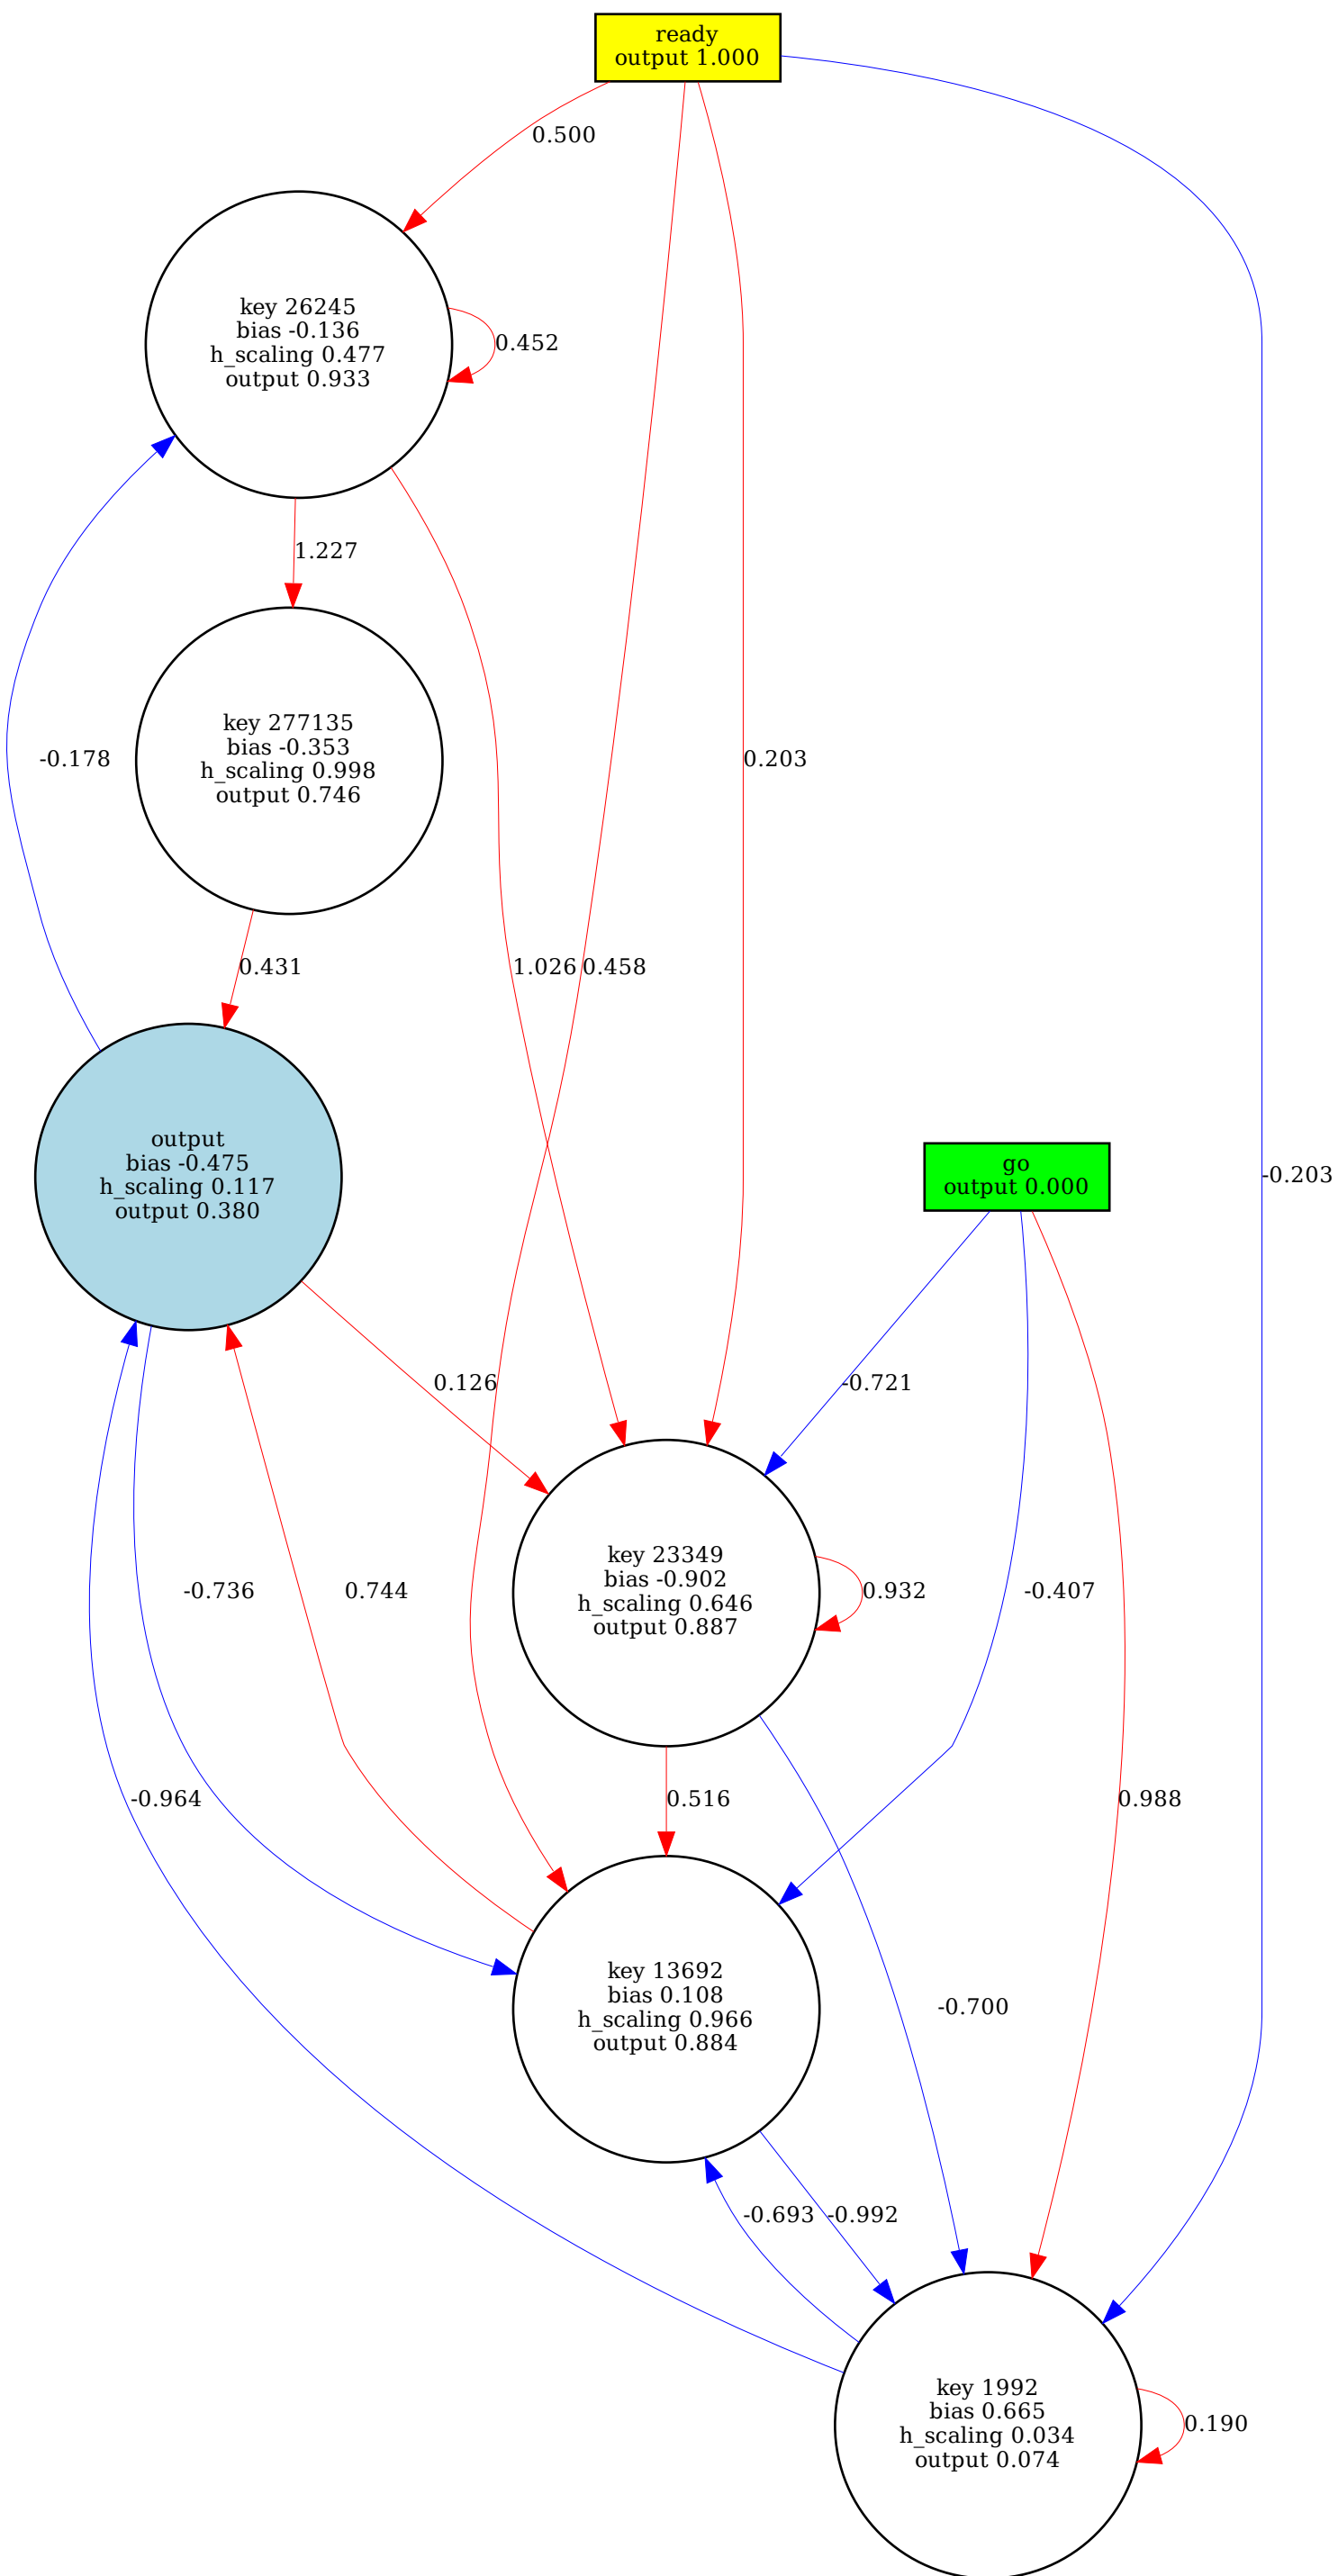 ready
output 1.000
0.500
key 26245
bias -0.136
h_scaling 0.477
output 0.933
0.452
1.227
key 277135
bias -0.353
h_scaling 0.998
output 0.746
-0.178
0.203
0.431
1.026
0.458
output
bias -0.475
h_scaling 0.117
output 0.380
go
output 0.000
-0.203
0.126
-0.721
key 23349
bias -0.902
h_scaling 0.646
output 0.887
-0.736
0.744
0.932
-0.407
-0.964
0.516
0.988
key 13692
bias 0.108
h_scaling 0.966
output 0.884
-0.700
-0.693
-0.992
key 1992
bias 0.665
h_scaling 0.034
output 0.074
0.190